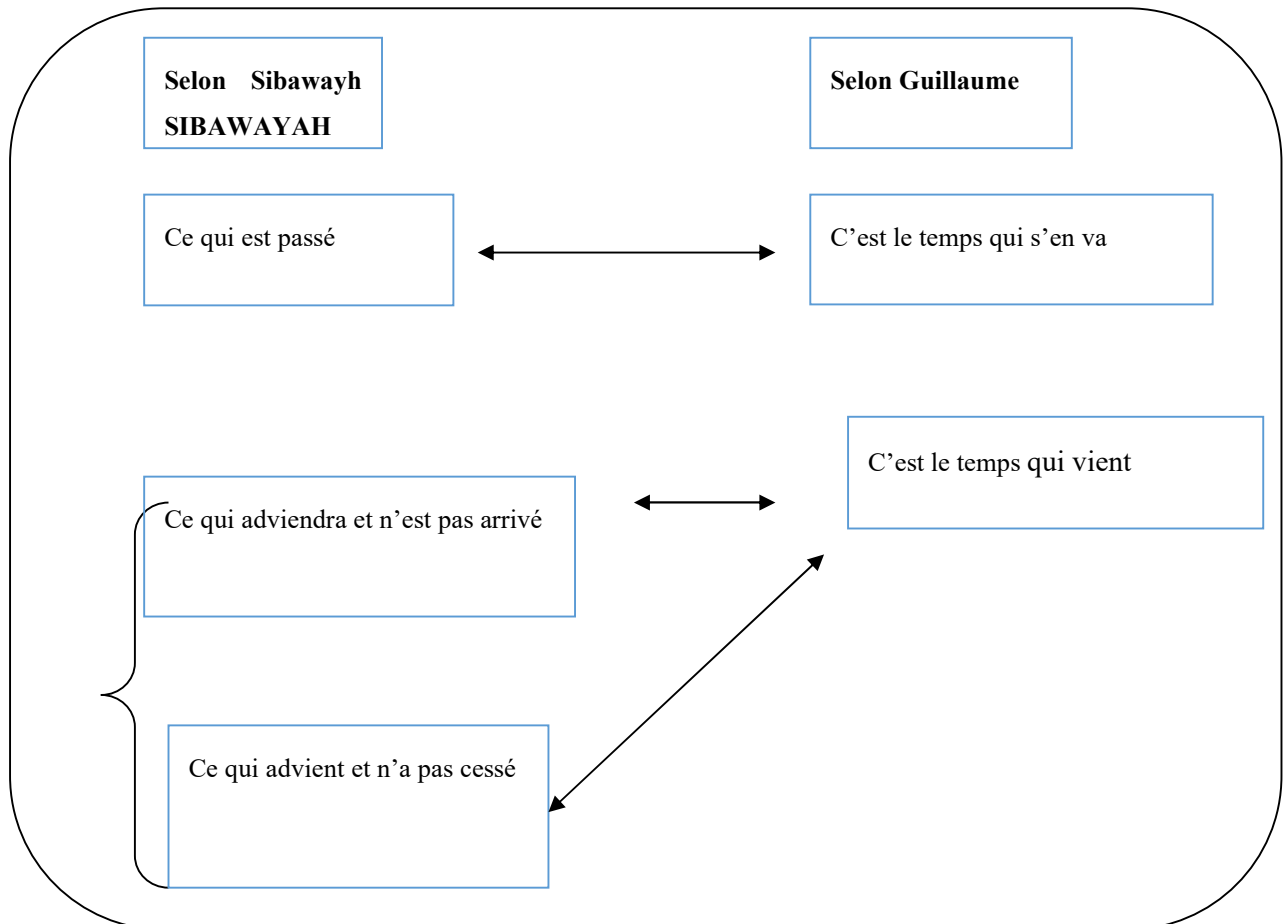 Selon Sibawayh
SIBAWAYAH
Selon Guillaume
Ce qui est passé
C’est le temps qui s’en va
C’est le temps qui vient
Ce qui adviendra et n’est pas arrivé
Ce qui advient et n’a pas cessé